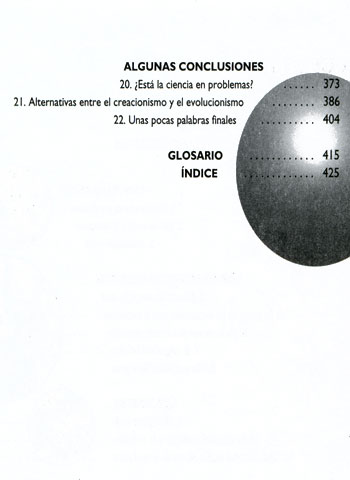 ALGUNAS CONCLUSIONES
20. ¿Está la ciencia en problemas? ...... 373
21. Alternativas entre el creacionismo y el evolucionismo ........ 386
22. Unas pocas palabras finales ......... 404
GLOSARIO ............ 415
ÍNDICE ............ 425